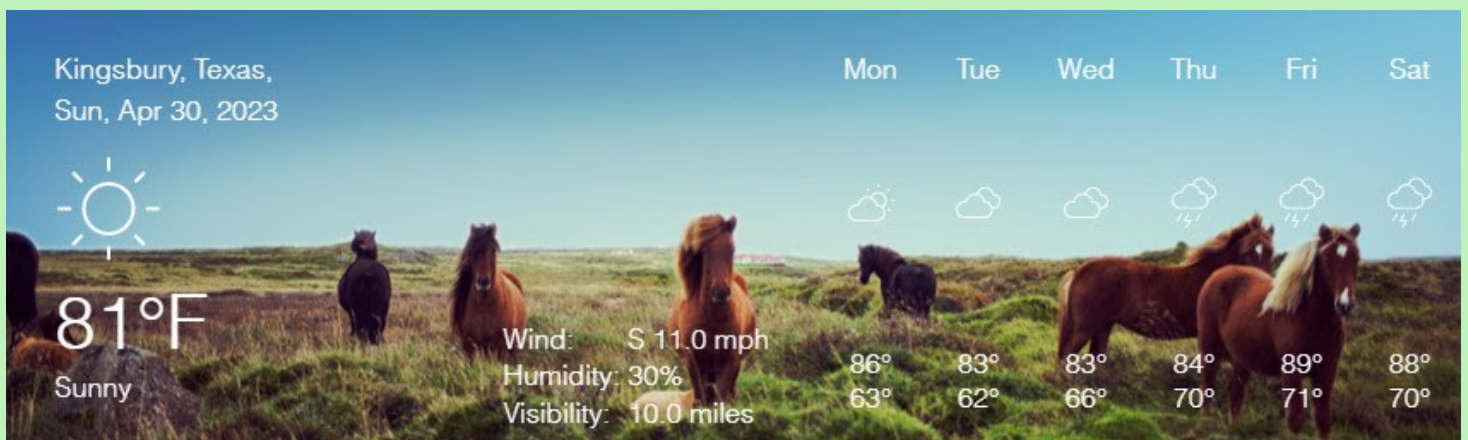 Kingsbury, Texas,
Sun, Apr 30, 2023
81°F
Sunny
Wind: S 11.0 mph
Humidity: 30%
Visibility: 10.0 miles
Mon Tue Wed Thu Fri Sat
86° 83° 83° 84° 89° 88°
63° 62° 66° 70° 71° 70°